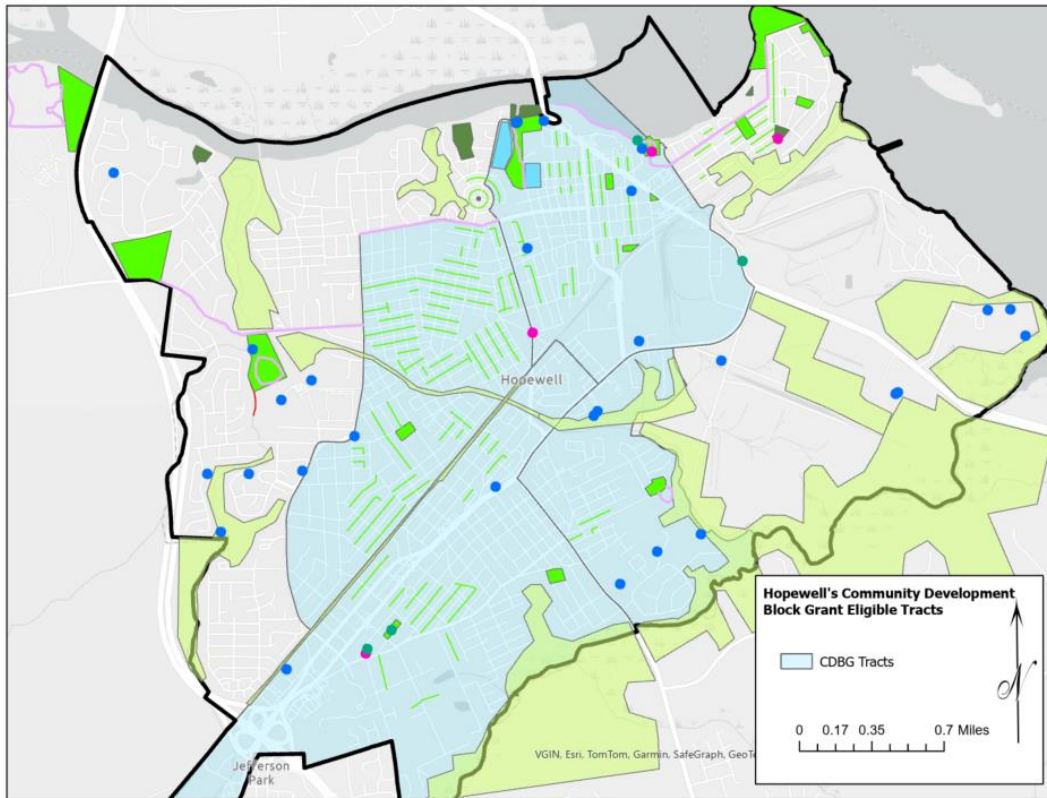 Hopewell
Jefferson
Park
VGIN, Esri, TomTom, Garmin, SafeGraph,
Hopewell's Community Development
Block Grant Eligible Tracts
CDBG Tracts
0 0.17 0.35 0.7 Miles